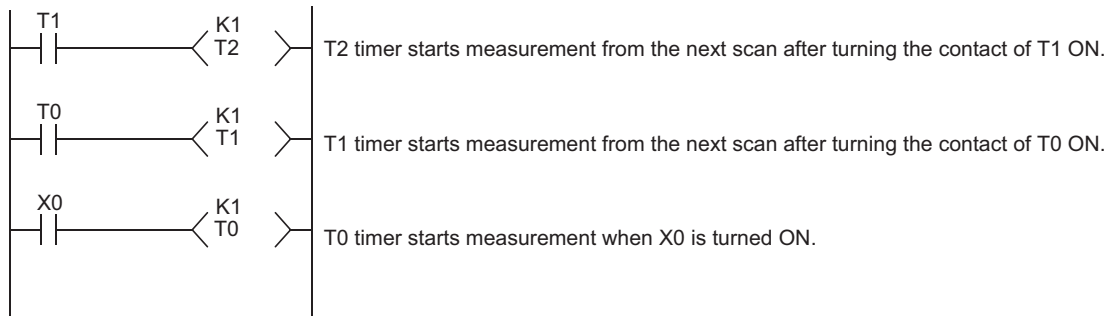 T1
K1
T2
T2 timer starts measurement from the next scan after turning the contact of T1 ON.
T0
K1
T1
T1 timer starts measurement from the next scan after turning the contact of T0 ON.
X0
K1
T0
T0 timer starts measurement when X0 is turned ON.